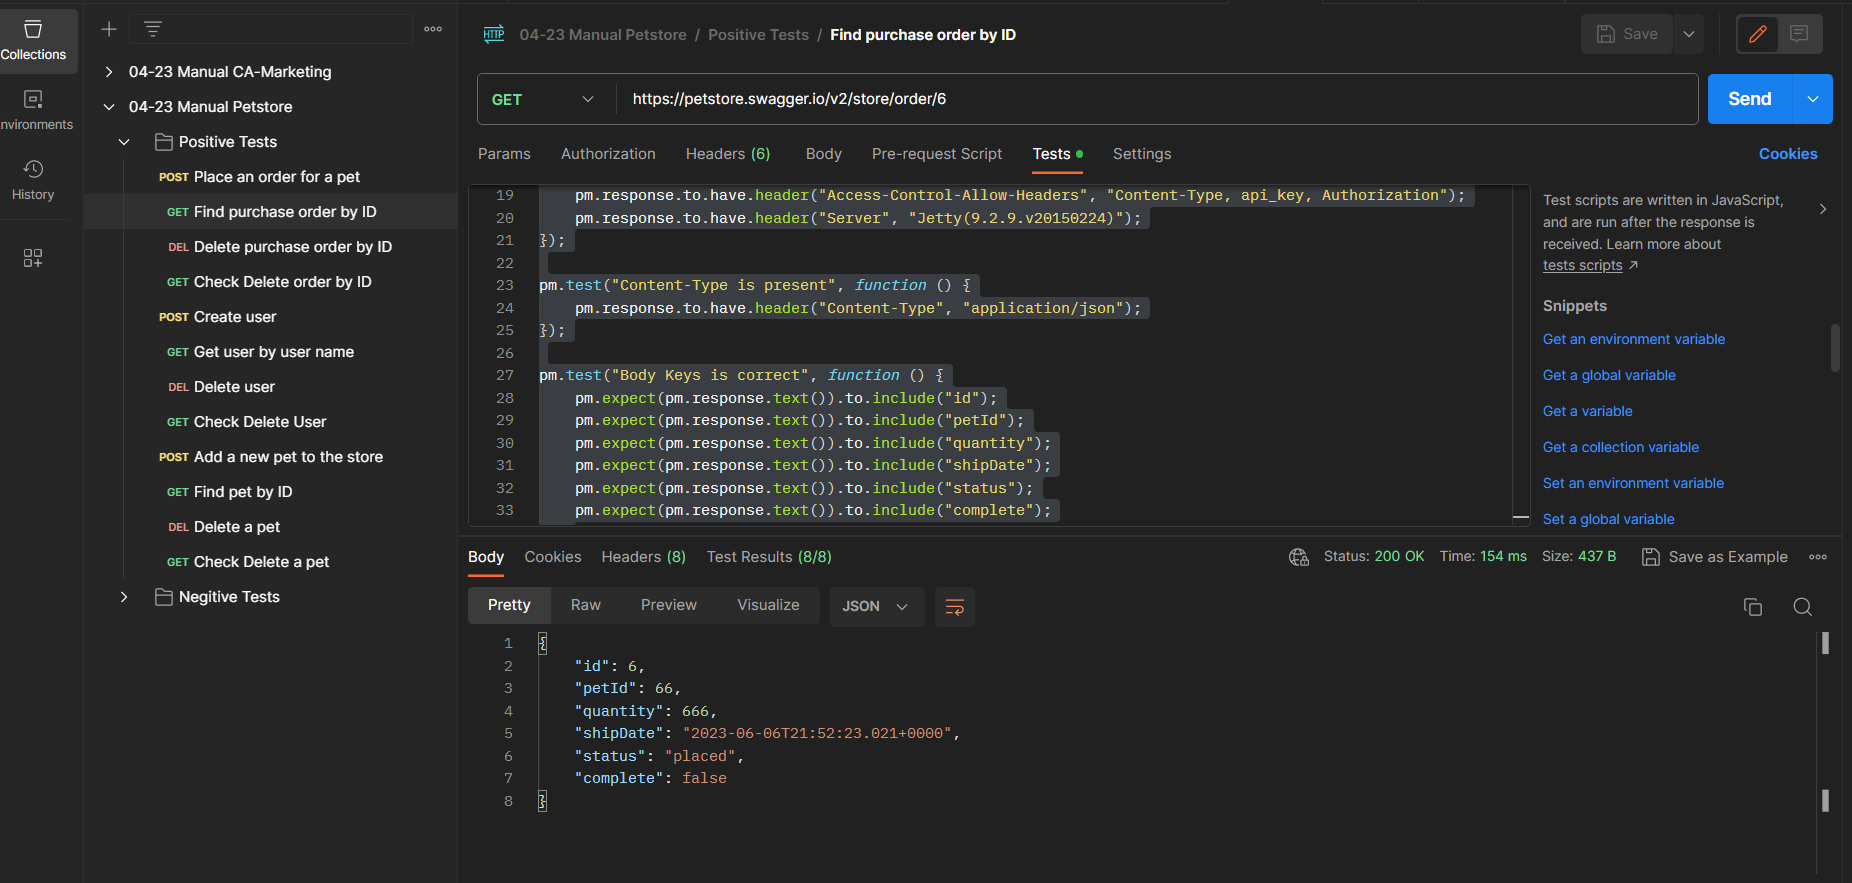 Collections
nvironments
History
04-23 Manual CA-Marketing
04-23 Manual Petstore
Positive Tests
POST Place an order for a pet
GET Find purchase order by ID
DEL Delete purchase order by ID
GET Check Delete order by ID
POST Create user
GET Get user by user name
DEL Delete user
GET Check Delete User
POST Add a new pet to the store
GET Find pet by ID
DEL Delete a pet
GET Check Delete a pet
Negitive Tests
HTTP 04-23 Manual Petstore / Positive Tests / Find purchase order by ID
Save
GET https://petstore.swagger.io/v2/store/order/6
Send
Params Authorization Headers (6) Body Pre-request Script Tests Settings Cookies
19 pm.response.to.have.header("Access-Control-Allow-Headers", "Content-Type, api_key, Authorization");
20 pm.response.to.have.header("Server", "Jetty(9.2.9.v20150224)");
21 });
22
23 pm.test("Content-Type is present", function () {
24 pm.response.to.have.header("Content-Type", "application/json");
25 });
26
27 pm.test("Body Keys is correct", function () {
28 pm.expect(pm.response.text()).to.include("id");
29 pm.expect(pm.response.text()).to.include("petId");
30 pm.expect(pm.response.text()).to.include("quantity");
31 pm.expect(pm.response.text()).to.include("shipDate");
32 pm.expect(pm.response.text()).to.include("status");
33 pm.expect(pm.response.text()).to.include("complete");
Test scripts are written in JavaScript,
and are run after the response is
received. Learn more about
tests scripts ↗
Snippets
Get an environment variable
Get a global variable
Get a variable
Get a collection variable
Set an environment variable
Set a global variable
Body Cookies Headers (8) Test Results (8/8) Status: 200 OK Time: 154 ms Size: 437 B Save as Example
Pretty Raw Preview Visualize JSON
1 {
2 "id": 6,
3 "petId": 66,
4 "quantity": 666,
5 "shipDate": "2023-06-06T21:52:23.021+0000",
6 "status": "placed",
7 "complete": false
8 }